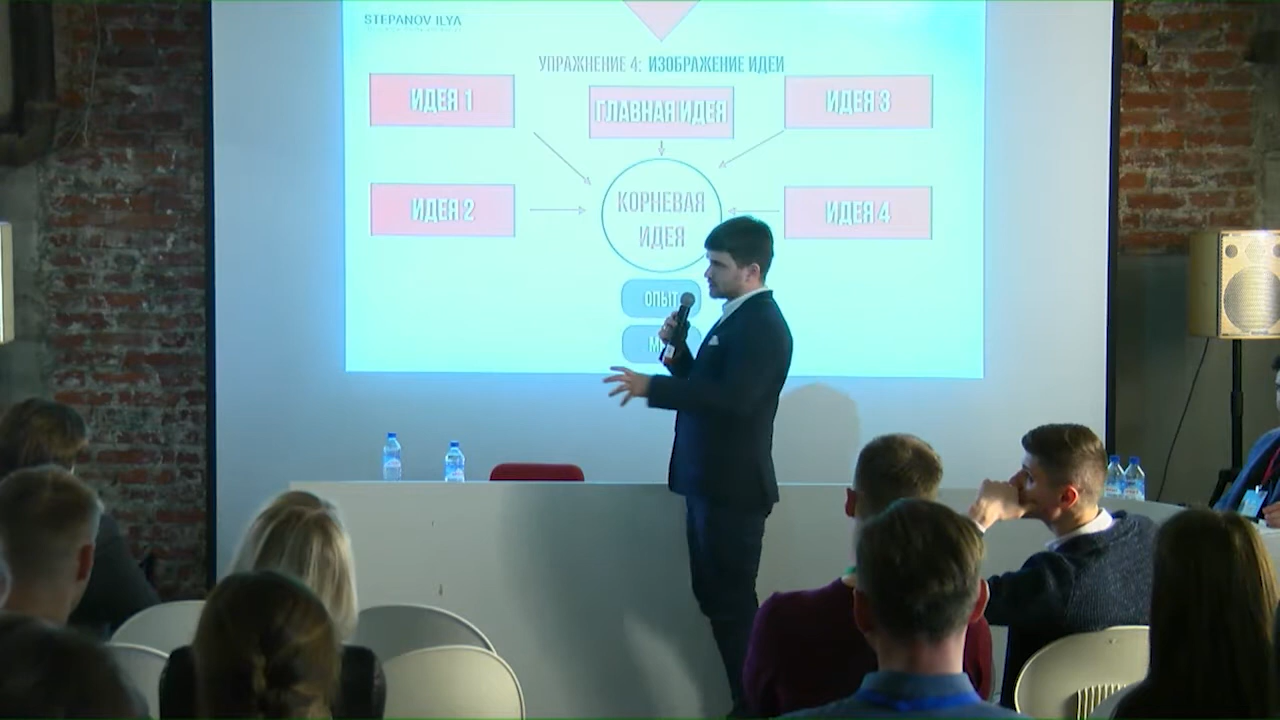 STEPANOV ILYA
УПРАЖНЕНИЕ 4: ИЗОБРАЖЕНИЕ ИДЕИ
ИДЕЯ 1
ГЛАВНАЯ ИДЕЯ
ИДЕЯ 3
ИДЕЯ 2
КОРНЕВАЯ
ИДЕЯ
ИДЕЯ 4
ОПЫТ